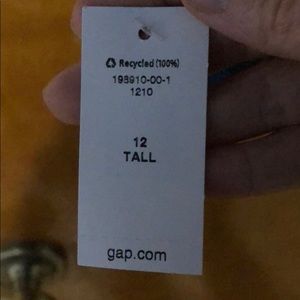 ♻ Recycled (100%)
198910-00-1
1210
12
TALL
gap.com